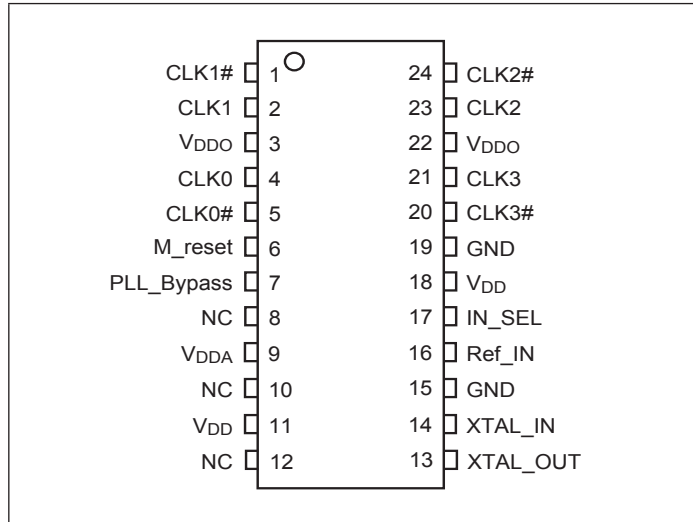 CLK1# 1 24 CLK2#
CLK1 2 23 CLK2
VDDO 3 22 VDDO
CLK0 4 21 CLK3
CLK0# 5 20 CLK3#
M_reset 6 19 GND
PLL_Bypass 7 18 VDD
NC 8 17 IN_SEL
VDDA 9 16 Ref_IN
NC 10 15 GND
VDD 11 14 XTAL_IN
NC 12 13 XTAL_OUT